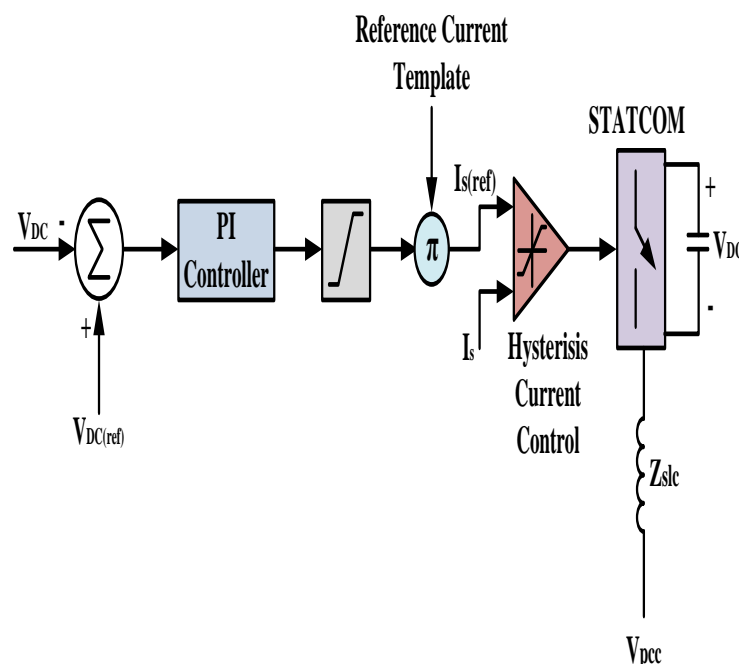 Reference Current
Template
STATCOM
Is(ref)
+
VDC
-
Σ
PI
Controller
π
VDC
+
-
Is
Hysterisis
Current
Control
VDC(ref)
Zslc
Vpcc